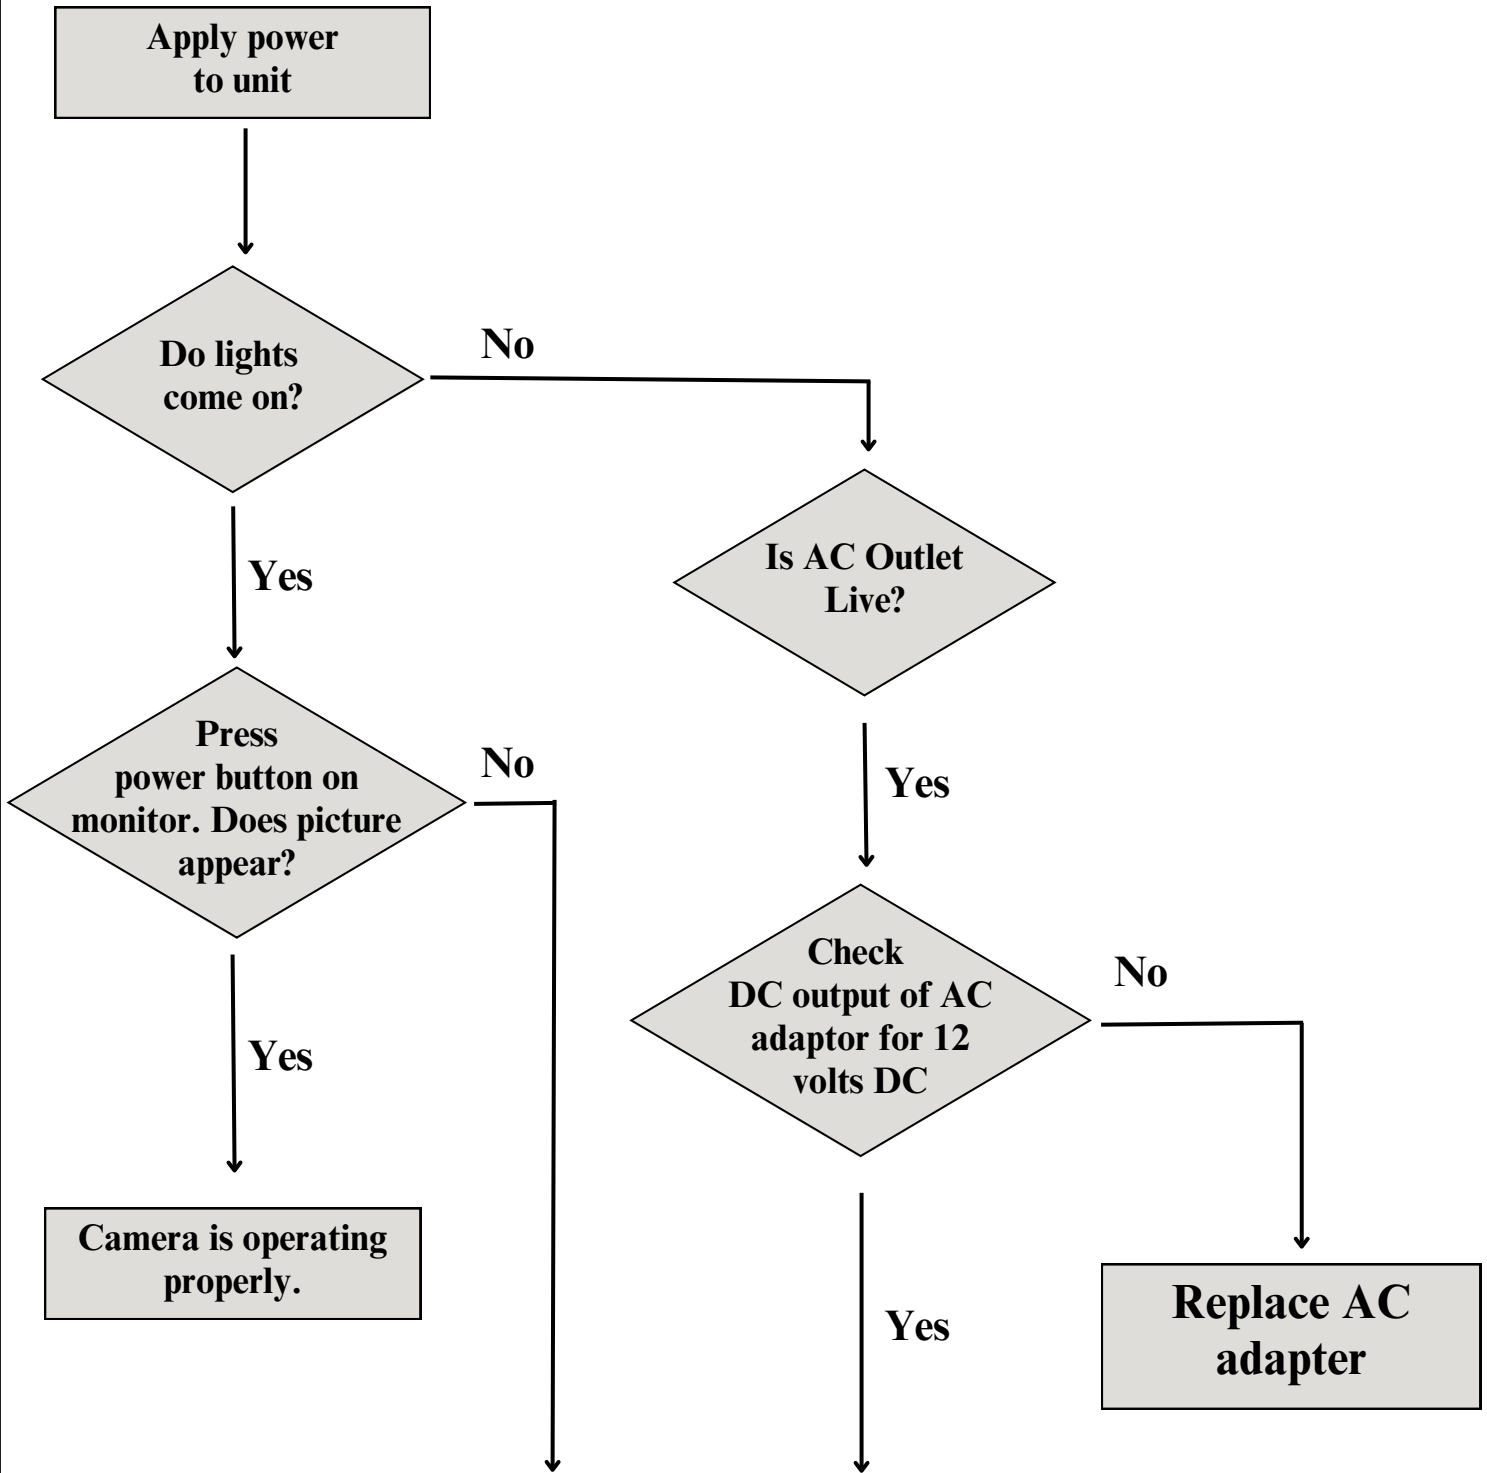 Apply power
to unit
Do lights
come on?
No
Yes
Is AC Outlet
Live?
Press
power button on
monitor. Does picture
appear?
No
Yes
Check
DC output of AC
adaptor for 12
volts DC
No
Yes
Camera is operating
properly.
Yes
Replace AC
adapter